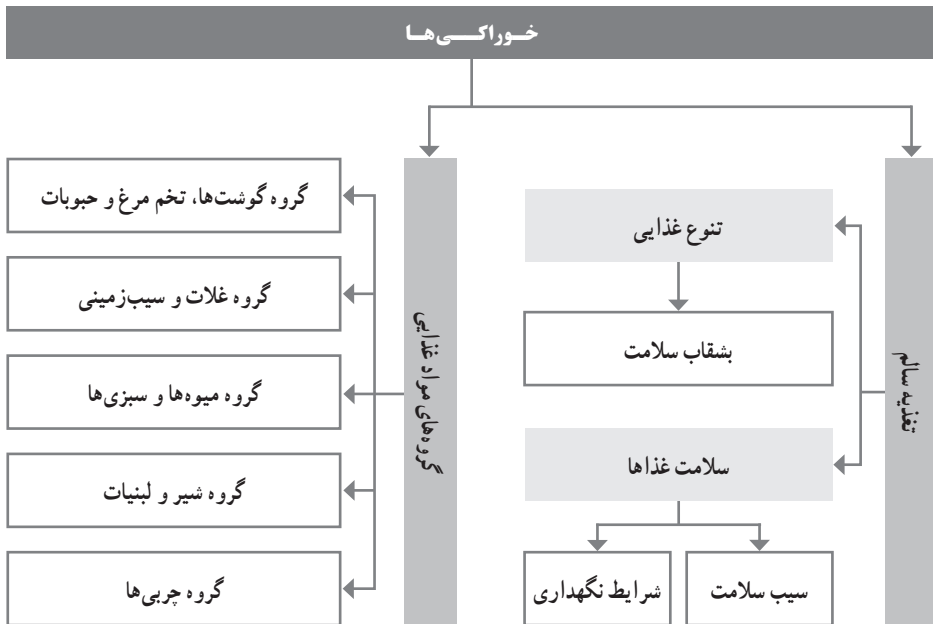 خوراکی‌ها
تغذیه سالم
تنوع غذایی
بشقاب سلامت
سلامت غذاها
سیب سلامت
شرایط نگهداری
گروه‌های مواد غذایی
گروه گوشت‌ها، تخم مرغ و حبوبات
گروه غلات و سیب‌زمینی
گروه میوه‌ها و سبزی‌ها
گروه شیر و لبنیات
گروه چربی‌ها